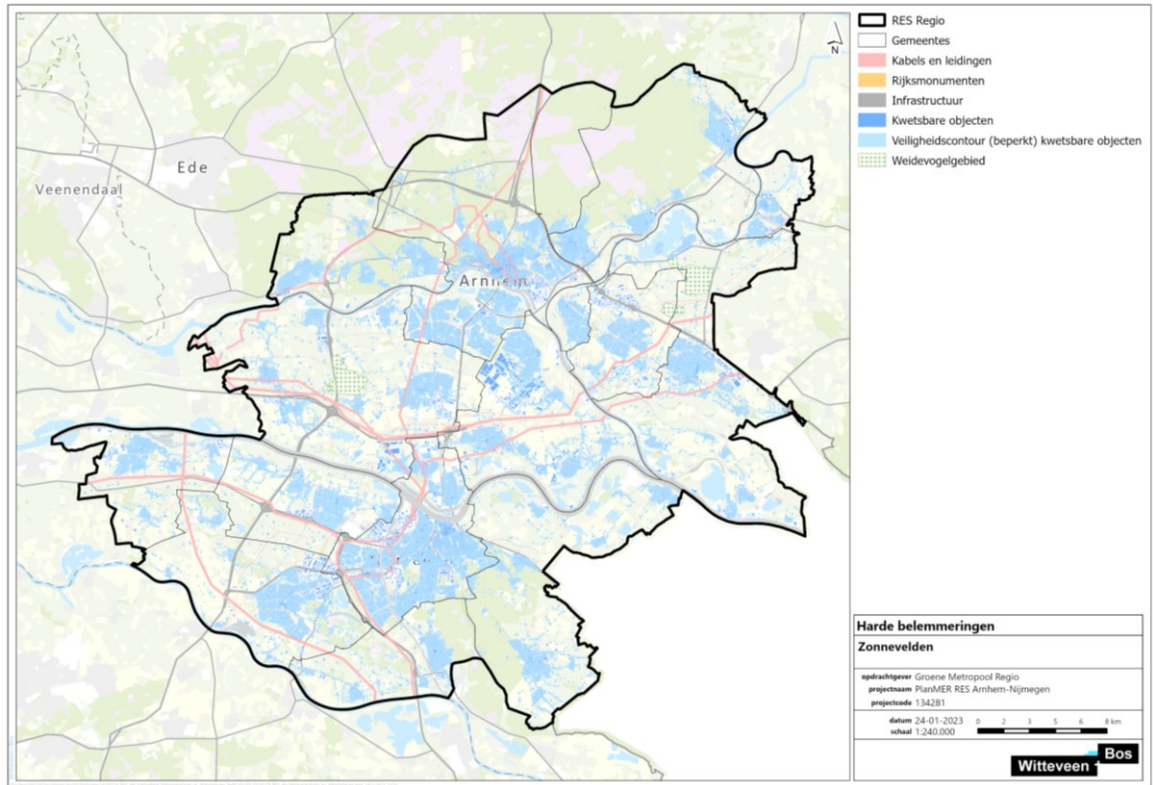 N
RES Regio
Gemeentes
Kabels en leidingen
Rijksmonumenten
Infrastructuur
Kwetsbare objecten
Veiligheidscontour (beperkt) kwetsbare objecten
Weidevogelgebied
Ede
Veenendaal
Arnhem
Harde belemmeringen
Zonnevelden
opdrachtgever Groene Metropool Regio
projectnaam PlanMER RES Arnhem-Nijmegen
projectcode 134281
datum 24-01-2023 0 2 3 5 6 8 km
schaal 1:240.000
Witteveen + Bos